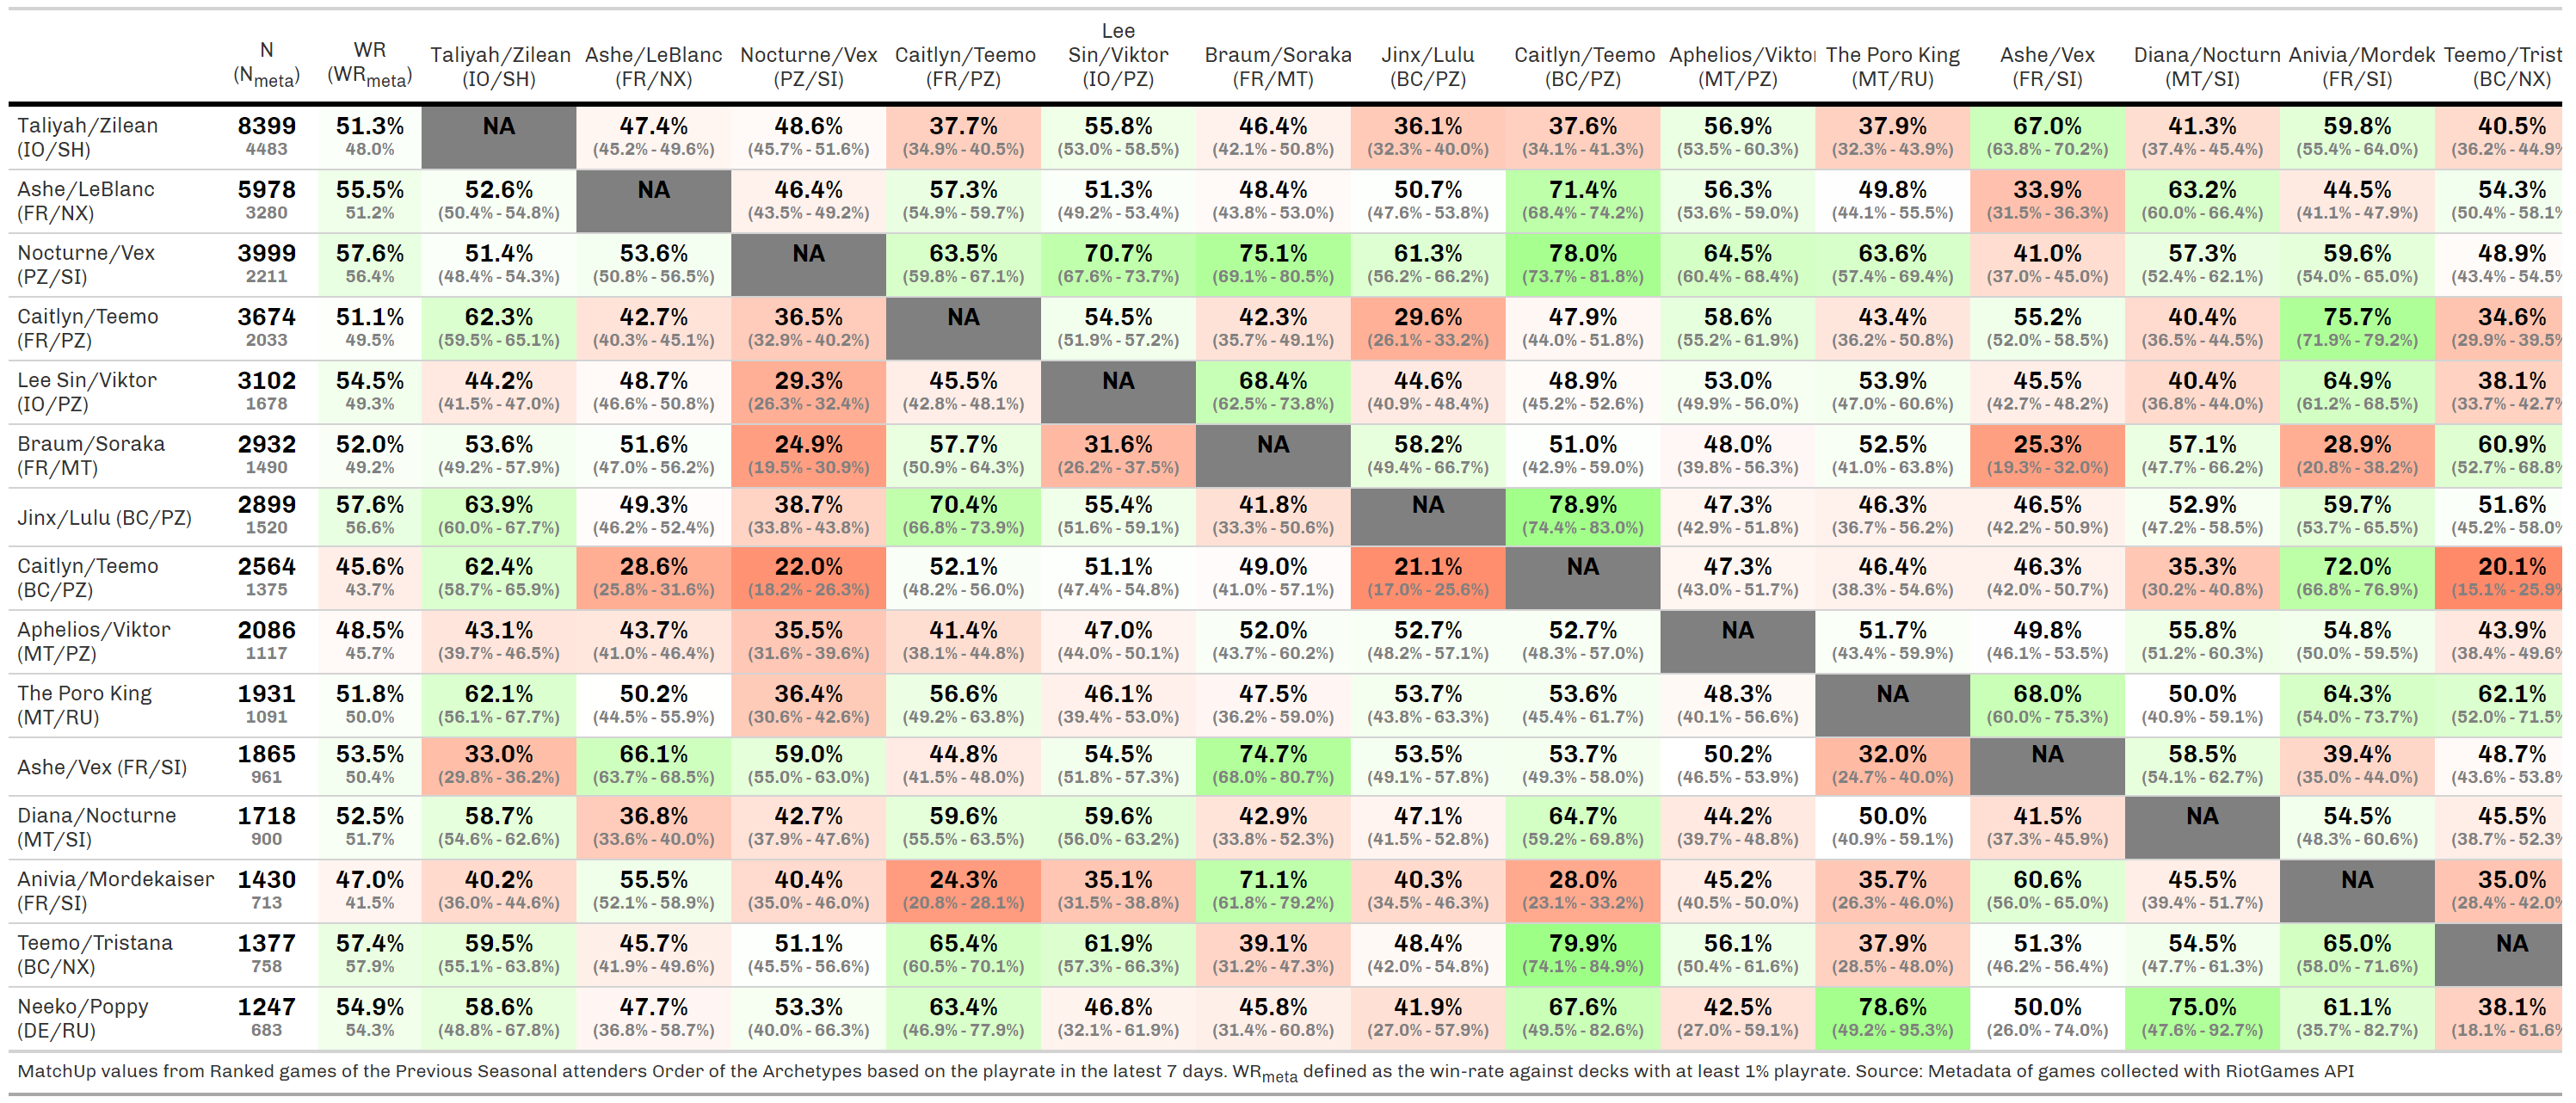 N (Nmeta) WR (WRmeta) Taliyah/Zilean (IO/SH) Ashe/LeBlanc (FR/NX) Nocturne/Vex (PZ/SI) Caitlyn/Teemo (FR/PZ) Lee Sin/Viktor (IO/PZ) Braum/Soraka (FR/MT) Jinx/Lulu (BC/PZ) Caitlyn/Teemo (BC/PZ) Aphelios/Viktor (MT/PZ) The Poro King (MT/RU) Ashe/Vex (FR/SI) Diana/Nocturn (MT/SI) Anivia/Mordek (FR/SI) Teemo/Trist (BC/NX)
Taliyah/Zilean 8399 51.3% NA 47.4% 48.6% 37.7% 55.8% 46.4% 36.1% 37.6% 56.9% 37.9% 67.0% 41.3% 59.8% 40.5%
(IO/SH) 4483 48.0% (45.2% - 49.6%) (45.7% - 51.6%) (34.9% - 40.5%) (53.0% - 58.5%) (42.1% - 50.8%) (32.3% - 40.0%) (34.1% - 41.3%) (53.5% - 60.3%) (32.3% - 43.9%) (63.8% - 70.2%) (37.4% - 45.4%) (55.4% - 64.0%) (36.2% - 44.9%
Ashe/LeBlanc 5978 55.5% 52.6% NA 46.4% 57.3% 51.3% 48.4% 50.7% 71.4% 56.3% 49.8% 33.9% 63.2% 44.5% 54.3%
(FR/NX) 3280 51.2% (50.4% - 54.8%) (43.5% - 49.2%) (54.9% - 59.7%) (49.2% - 53.4%) (43.8% - 53.0%) (47.6% - 53.8%) (68.4% - 74.2%) (53.6% - 59.0%) (44.1% - 55.5%) (31.5% - 36.3%) (60.0% - 66.4%) (41.1% - 47.9%) (50.4% - 58.1%
Nocturne/Vex 3999 57.6% 51.4% 53.6% NA 63.5% 70.7% 75.1% 61.3% 78.0% 64.5% 63.6% 41.0% 57.3% 59.6% 48.9%
(PZ/SI) 2211 56.4% (48.4% - 54.3%) (50.8% - 56.5%) (59.8% - 67.1%) (67.6% - 73.7%) (69.1% - 80.5%) (56.2% - 66.2%) (73.7% - 81.8%) (60.4% - 68.4%) (57.4% - 69.4%) (37.0% - 45.0%) (52.4% - 62.1%) (54.0% - 65.0%) (43.4% - 54.5%
Caitlyn/Teemo 3674 51.1% 62.3% 42.7% 36.5% NA 54.5% 42.3% 29.6% 47.9% 58.6% 43.4% 55.2% 40.4% 75.7% 34.6%
(FR/PZ) 2033 49.5% (59.5% - 65.1%) (40.3% - 45.1%) (32.9% - 40.2%) (51.9% - 57.2%) (35.7% - 49.1%) (26.1% - 33.2%) (44.0% - 51.8%) (55.2% - 61.9%) (36.2% - 50.8%) (52.0% - 58.5%) (36.5% - 44.5%) (71.9% - 79.2%) (29.9% - 39.5%
Lee Sin/Viktor 3102 54.5% 44.2% 48.7% 29.3% 45.5% NA 68.4% 44.6% 48.9% 53.0% 53.9% 45.5% 40.4% 64.9% 38.1%
(IO/PZ) 1678 49.3% (41.5% - 47.0%) (46.6% - 50.8%) (26.3% - 32.4%) (42.8% - 48.1%) (62.5% - 73.8%) (40.9% - 48.4%) (45.2% - 52.6%) (49.9% - 56.0%) (47.0% - 60.6%) (42.7% - 48.2%) (36.8% - 44.0%) (61.2% - 68.5%) (33.7% - 42.7%
Braum/Soraka 2932 52.0% 53.6% 51.6% 24.9% 57.7% 31.6% NA 58.2% 51.0% 48.0% 52.5% 25.3% 57.1% 28.9% 60.9%
(FR/MT) 1490 49.2% (49.2% - 57.9%) (47.0% - 56.2%) (19.5% - 30.9%) (50.9% - 64.3%) (26.2% - 37.5%) (49.4% - 66.7%) (42.9% - 59.0%) (39.8% - 56.3%) (41.0% - 63.8%) (19.3% - 32.0%) (47.7% - 66.2%) (20.8% - 38.2%) (52.7% - 68.8%
Jinx/Lulu (BC/PZ) 2899 57.6% 63.9% 49.3% 38.7% 70.4% 55.4% 41.8% NA 78.9% 47.3% 46.3% 46.5% 52.9% 59.7% 51.6%
1520 56.6% (60.0% - 67.7%) (46.2% - 52.4%) (33.8% - 43.8%) (66.8% - 73.9%) (51.6% - 59.1%) (33.3% - 50.6%) (74.4% - 83.0%) (42.9% - 51.8%) (36.7% - 56.2%) (42.2% - 50.9%) (47.2% - 58.5%) (53.7% - 65.5%) (45.2% - 58.0%
Caitlyn/Teemo 2564 45.6% 62.4% 28.6% 22.0% 52.1% 51.1% 49.0% 21.1% NA 47.3% 46.4% 46.3% 35.3% 72.0% 20.1%
(BC/PZ) 1375 43.7% (58.7% - 65.9%) (25.8% - 31.6%) (18.2% - 26.3%) (48.2% - 56.0%) (47.4% - 54.8%) (41.0% - 57.1%) (17.0% - 25.6%) (43.0% - 51.7%) (38.3% - 54.6%) (42.0% - 50.7%) (30.2% - 40.8%) (66.8% - 76.9%) (15.1% - 25.9%
Aphelios/Viktor 2086 48.5% 43.1% 43.7% 35.5% 41.4% 47.0% 52.0% 52.7% 52.7% NA 51.7% 49.8% 55.8% 54.8% 43.9%
(MT/PZ) 1117 45.7% (39.7% - 46.5%) (41.0% - 46.4%) (31.6% - 39.6%) (38.1% - 44.8%) (44.0% - 50.1%) (43.7% - 60.2%) (48.2% - 57.1%) (48.3% - 57.0%) (43.4% - 59.9%) (46.1% - 53.5%) (51.2% - 60.3%) (50.0% - 59.5%) (38.4% - 49.6%
The Poro King 1931 51.8% 62.1% 50.2% 36.4% 56.6% 46.1% 47.5% 53.7% 53.6% 48.3% NA 68.0% 50.0% 64.3% 62.1%
(MT/RU) 1091 50.0% (56.1% - 67.7%) (44.5% - 55.9%) (30.6% - 42.6%) (49.2% - 63.8%) (39.4% - 53.0%) (36.2% - 59.0%) (43.8% - 63.3%) (45.4% - 61.7%) (40.1% - 56.6%) (60.0% - 75.3%) (40.9% - 59.1%) (54.0% - 73.7%) (52.0% - 71.5%
Ashe/Vex (FR/SI) 1865 53.5% 33.0% 66.1% 59.0% 44.8% 54.5% 74.7% 53.5% 53.7% 50.2% 32.0% NA 58.5% 39.4% 48.7%
961 50.4% (29.8% - 36.2%) (63.7% - 68.5%) (55.0% - 63.0%) (41.5% - 48.0%) (51.8% - 57.3%) (68.0% - 80.7%) (49.1% - 57.8%) (49.3% - 58.0%) (46.5% - 53.9%) (24.7% - 40.0%) (54.1% - 62.7%) (35.0% - 44.0%) (43.6% - 53.8%
Diana/Nocturne 1718 52.5% 58.7% 36.8% 42.7% 59.6% 59.6% 42.9% 47.1% 64.7% 44.2% 50.0% 41.5% NA 54.5% 45.5%
(MT/SI) 900 51.7% (54.6% - 62.6%) (33.6% - 40.0%) (37.9% - 47.6%) (55.5% - 63.5%) (56.0% - 63.2%) (33.8% - 52.3%) (41.5% - 52.8%) (59.2% - 69.8%) (39.7% - 48.8%) (40.9% - 59.1%) (37.3% - 45.9%) (48.3% - 60.6%) (38.7% - 52.3%
Anivia/Mordekaiser 1430 47.0% 40.2% 55.5% 40.4% 24.3% 35.1% 71.1% 40.3% 28.0% 45.2% 35.7% 60.6% 45.5% NA 35.0%
(FR/SI) 713 41.5% (36.0% - 44.6%) (52.1% - 58.9%) (35.0% - 46.0%) (20.8% - 28.1%) (31.5% - 38.8%) (61.8% - 79.2%) (34.5% - 46.3%) (23.1% - 33.2%) (40.5% - 50.0%) (26.3% - 46.0%) (56.0% - 65.0%) (39.4% - 51.7%) (28.4% - 42.0%
Teemo/Tristana 1377 57.4% 59.5% 45.7% 51.1% 65.4% 61.9% 39.1% 48.4% 79.9% 56.1% 37.9% 51.3% 54.5% 65.0% NA
(BC/NX) 758 57.9% (55.1% - 63.8%) (41.9% - 49.6%) (45.5% - 56.6%) (60.5% - 70.1%) (57.3% - 66.3%) (31.2% - 47.3%) (42.0% - 54.8%) (74.1% - 84.9%) (50.4% - 61.6%) (28.5% - 48.0%) (46.2% - 56.4%) (47.7% - 61.3%) (58.0% - 71.6%)
Neeko/Poppy 1247 54.9% 58.6% 47.7% 53.3% 63.4% 46.8% 45.8% 41.9% 67.6% 42.5% 78.6% 50.0% 75.0% 61.1% 38.1%
(DE/RU) 683 54.3% (48.8% - 67.8%) (36.8% - 58.7%) (40.0% - 66.3%) (46.9% - 77.9%) (32.1% - 61.9%) (31.4% - 60.8%) (27.0% - 57.9%) (49.5% - 82.6%) (27.0% - 59.1%) (49.2% - 95.3%) (26.0% - 74.0%) (47.6% - 92.7%) (35.7% - 82.7%) (18.1% - 61.6%
MatchUp values from Ranked games of the Previous Seasonal attenders Order of the Archetypes based on the playrate in the latest 7 days. WRmeta defined as the win-rate against decks with at least 1% playrate. Source: Metadata of games collected with RiotGames API